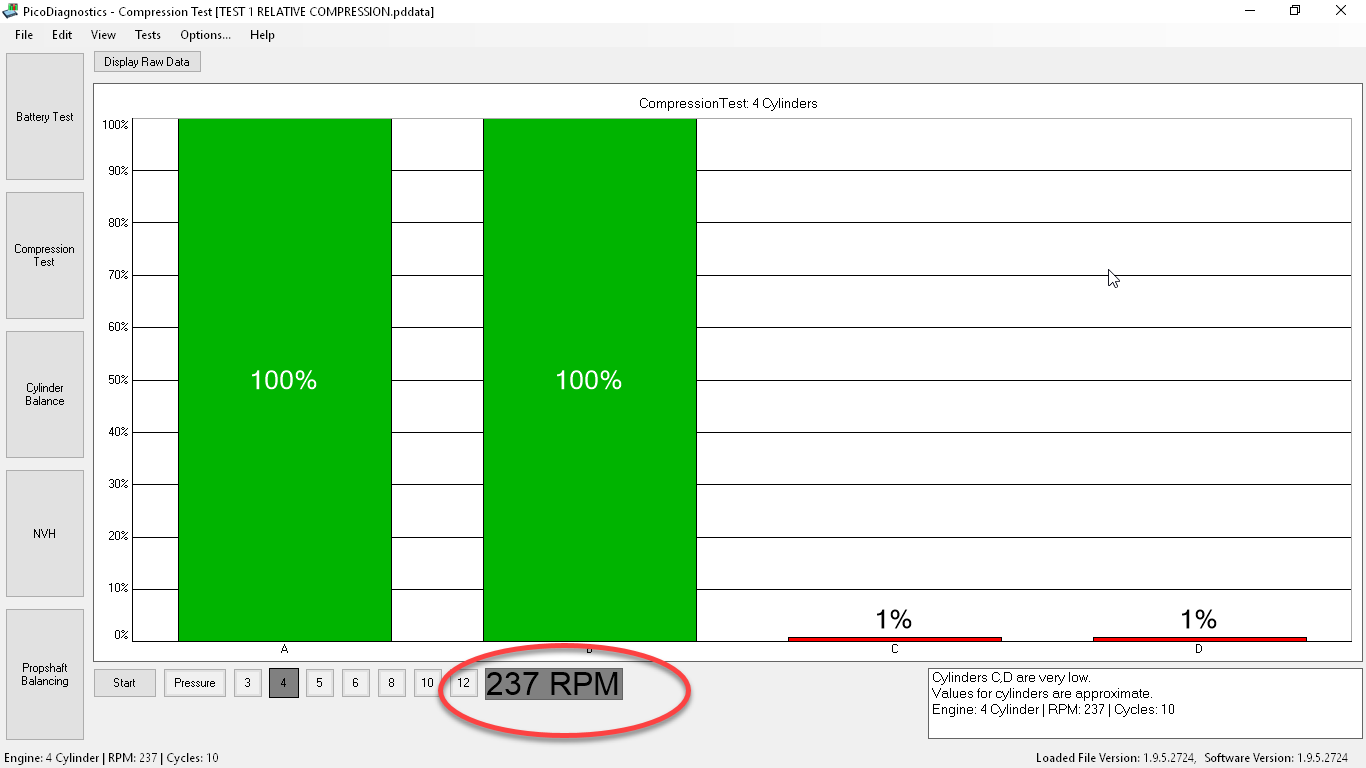 PicoDiagnostics - Compression Test [TEST 1 RELATIVE COMPRESSION.pddata]
File Edit View Tests Options... Help
Display Raw Data
Battery Test
Compression
Test
Cylinder
Balance
NVH
Propshaft
Balancing
CompressionTest: 4 Cylinders
100%
90%
80%
70%
60%
50%
40%
30%
20%
10%
0%
100%
100%
1%
1%
A
C
D
Start Pressure 3 4 5 6 8 10 12 237 RPM
Cylinders C,D are very low.
Values for cylinders are approximate.
Engine: 4 Cylinder | RPM: 237 | Cycles: 10
Engine: 4 Cylinder | RPM: 237 | Cycles: 10
Loaded File Version: 1.9.5.2724, Software Version: 1.9.5.2724